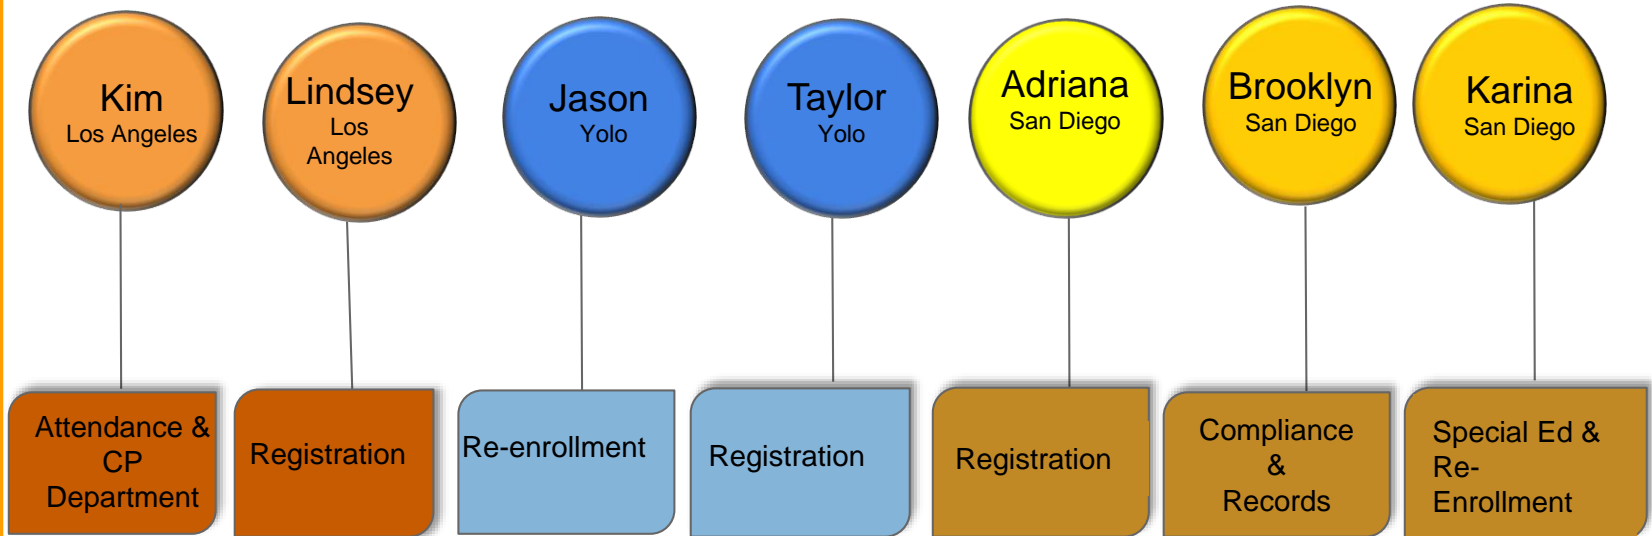 Kim
Los Angeles
Lindsey
Los
Angeles
Jason
Yolo
Taylor
Yolo
Adriana
San Diego
Brooklyn
San Diego
Karina
San Diego
Attendance &
CP
Department
Registration
Re-enrollment
Registration
Registration
Compliance
&
Records
Special Ed &
Re-
Enrollment